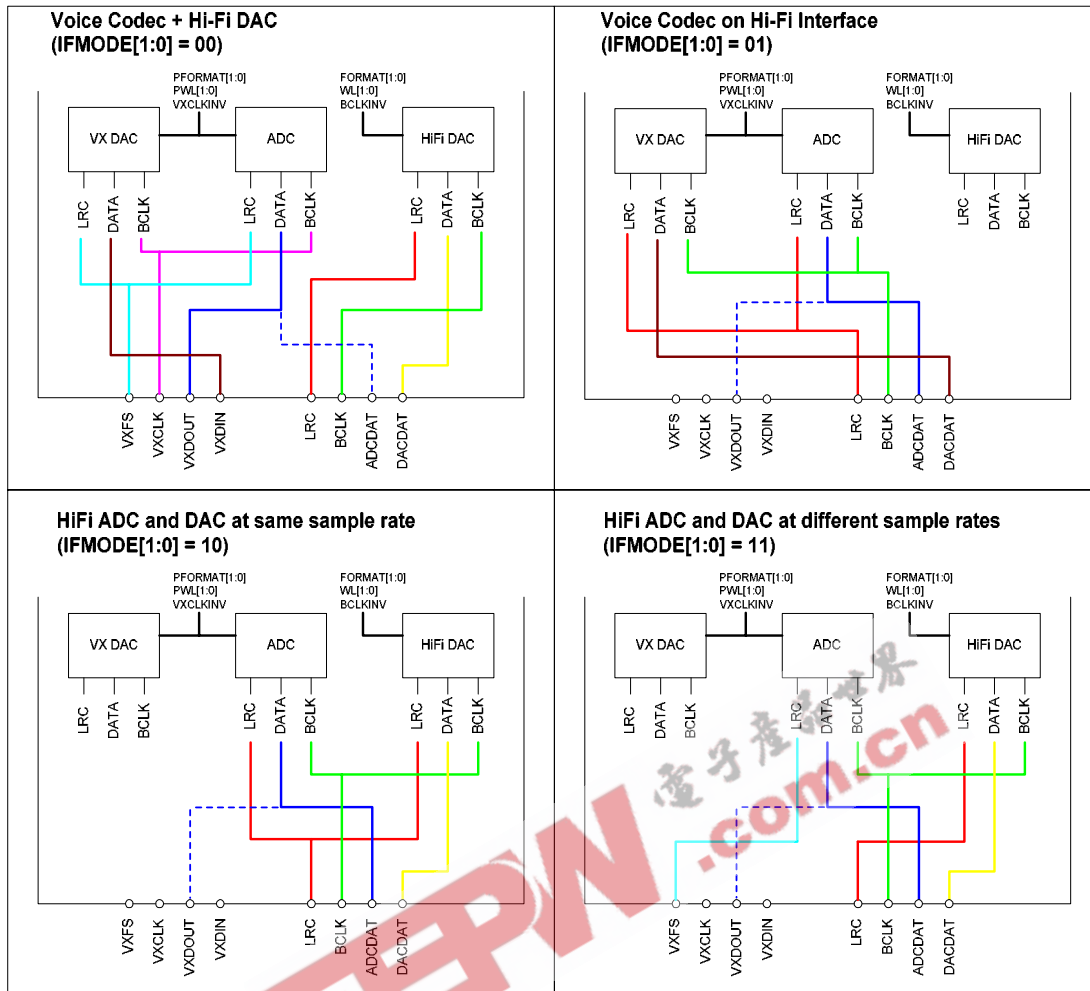 Voice Codec + Hi-Fi DAC
(IFMODE[1:0] = 00)
PFORMAT[1:0]
PWL[1:0]
VXCLKINV
FORMAT[1:0]
WL[1:0]
BCLKINV
VX DAC
ADC
HiFi DAC
LRC
DATA
BCLK
LRC
DATA
BCLK
LRC
DATA
BCLK
VXFS
VXCLK
VXDOUT
VXDIN
LRC
BCLK
ADCDAT
DACDAT
Voice Codec on Hi-Fi Interface
(IFMODE[1:0] = 01)
PFORMAT[1:0]
PWL[1:0]
VXCLKINV
FORMAT[1:0]
WL[1:0]
BCLKINV
VX DAC
ADC
HiFi DAC
LRC
DATA
BCLK
LRC
DATA
BCLK
LRC
DATA
BCLK
VXFS
VXCLK
VXDOUT
VXDIN
LRC
BCLK
ADCDAT
DACDAT
HiFi ADC and DAC at same sample rate
(IFMODE[1:0] = 10)
PFORMAT[1:0]
PWL[1:0]
VXCLKINV
FORMAT[1:0]
WL[1:0]
BCLKINV
VX DAC
ADC
HiFi DAC
LRC
DATA
BCLK
LRC
DATA
BCLK
LRC
DATA
BCLK
VXFS
VXCLK
VXDOUT
VXDIN
LRC
BCLK
ADCDAT
DACDAT
HiFi ADC and DAC at different sample rates
(IFMODE[1:0] = 11)
PFORMAT[1:0]
PWL[1:0]
VXCLKINV
FORMAT[1:0]
WL[1:0]
BCLKINV
VX DAC
ADC
HiFi DAC
LRC
DATA
BCLK
LRC
DATA
BCLK
LRC
DATA
BCLK
VXFS
VXCLK
VXDOUT
VXDIN
LRC
BCLK
ADCDAT
DACDAT
電子產品世界
.com.cn